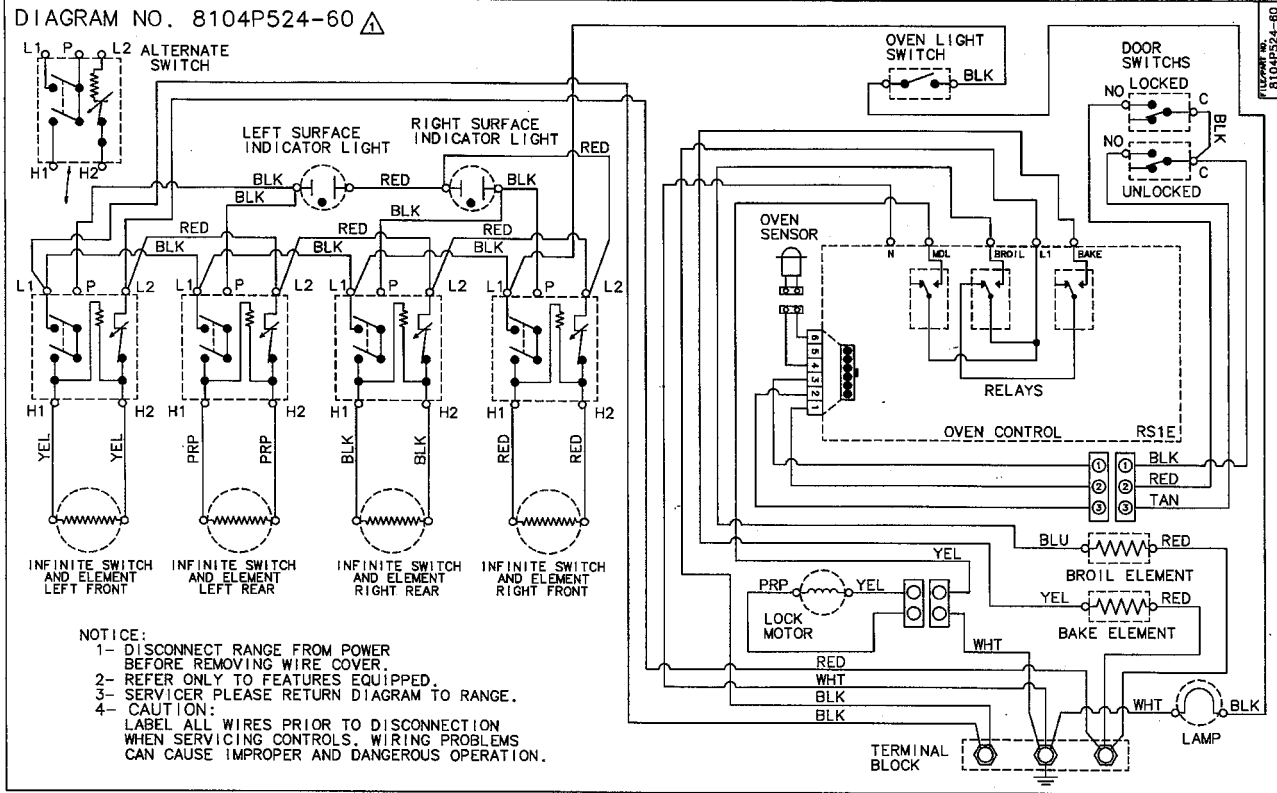 DIAGRAM NO. 8104P524-60
1
FILE/PART NO.
8104P524-60
L1 P L2 ALTERNATE
SWITCH
H1 H2
OVEN LIGHT
SWITCH
BLK
DOOR
SWITCHS
LOCKED
NO C
BLK
NO C
UNLOCKED
LEFT SURFACE
INDICATOR LIGHT
RIGHT SURFACE
INDICATOR LIGHT
RED
BLK RED BLK
BLK
BLK
RED RED RED
BLK BLK BLK
L1 P L2 L1 P L2 L1 P L2 L1 P L2
H1 H2 H1 H2 H1 H2 H1 H2
YEL YEL PRP PRP BLK BLK RED RED
INFINITE SWITCH
AND ELEMENT
LEFT FRONT
INFINITE SWITCH
AND ELEMENT
LEFT REAR
INFINITE SWITCH
AND ELEMENT
RIGHT REAR
INFINITE SWITCH
AND ELEMENT
RIGHT FRONT
OVEN
SENSOR
N MDL BROIL L1 BAKE
6
5
4
3
2
1
RELAYS
OVEN CONTROL RS1E
1 1 BLK
2 2 RED
3 3 TAN
BLU RED
BROIL ELEMENT
YEL RED
BAKE ELEMENT
YEL
PRP YEL
LOCK
MOTOR
WHT
RED
WHT
BLK
BLK
WHT BLK
LAMP
TERMINAL
BLOCK
NOTICE:
1- DISCONNECT RANGE FROM POWER
BEFORE REMOVING WIRE COVER.
2- REFER ONLY TO FEATURES EQUIPPED.
3- SERVICER PLEASE RETURN DIAGRAM TO RANGE.
4- CAUTION:
LABEL ALL WIRES PRIOR TO DISCONNECTION
WHEN SERVICING CONTROLS. WIRING PROBLEMS
CAN CAUSE IMPROPER AND DANGEROUS OPERATION.